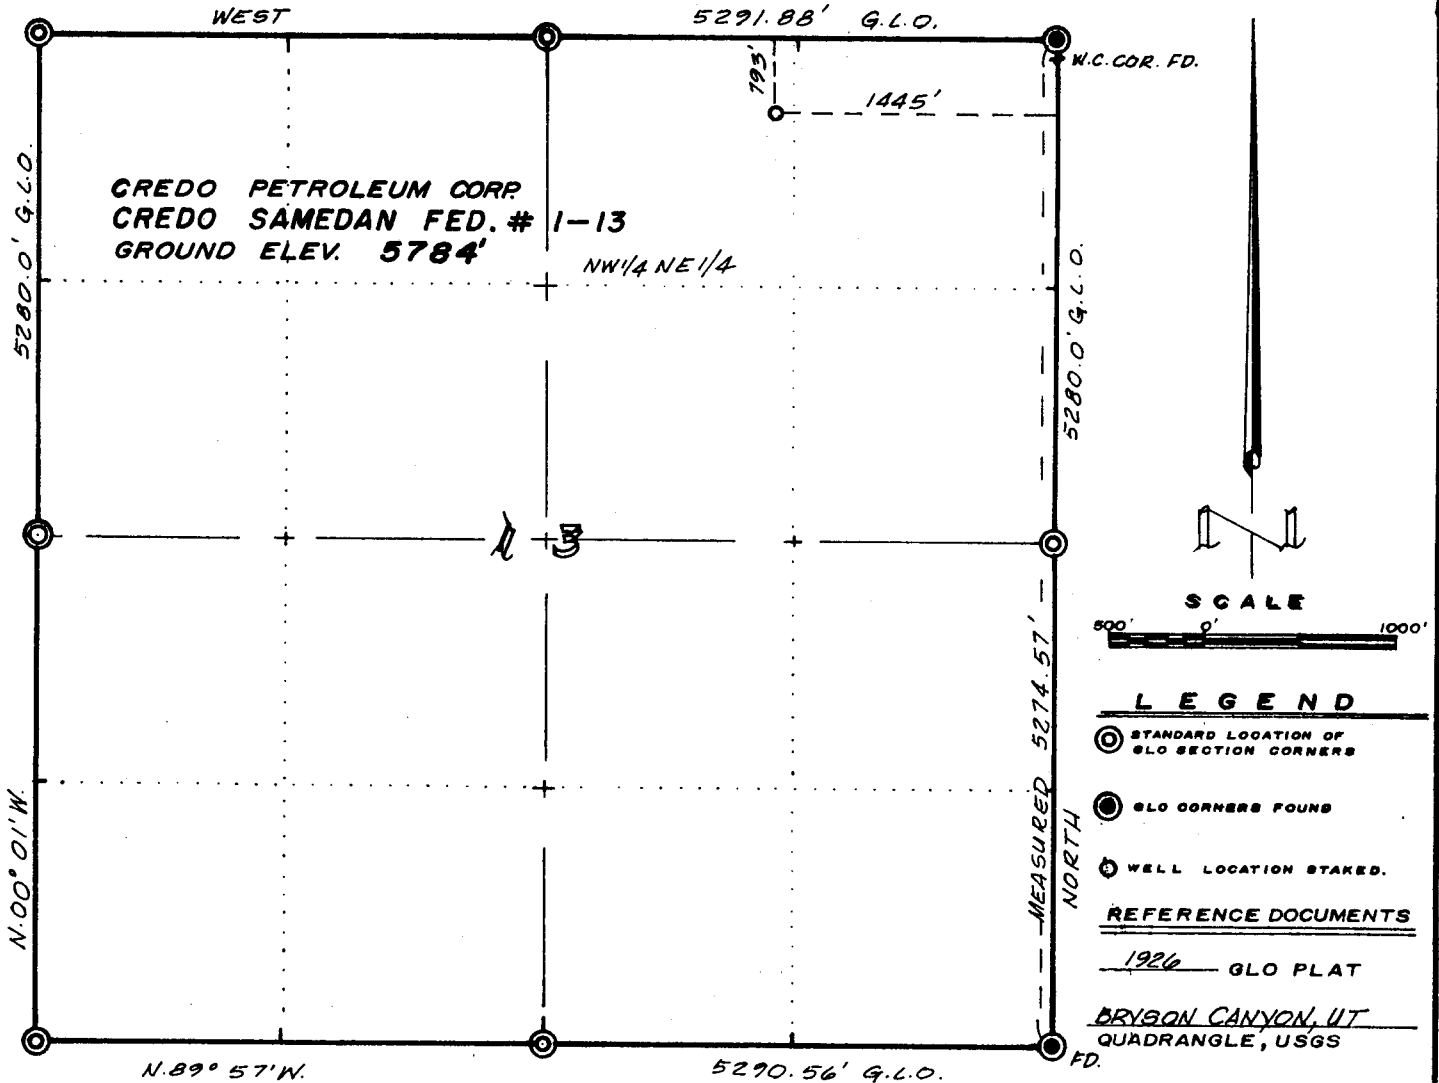 WEST
5291.88' G.L.O.
W.C. COR. FD.
793'
1445'
5280.0' G.L.O.
CREDO PETROLEUM CORP.
CREDO SAMEDAN FED. # 1-13
GROUND ELEV. 5784'
NW1/4 NE1/4
5280.0' G.L.O.
13
N
SCALE
500' 0' 1000'
MEASURED 5274.57'
NORTH
N.00° 01' W.
LEGEND
STANDARD LOCATION OF
GLO SECTION CORNERS
GLO CORNERS FOUND
WELL LOCATION STAKED.
REFERENCE DOCUMENTS
1926 GLO PLAT
BRYSON CANYON, UT
QUADRANGLE, USGS
FD.
N.89° 57' W.
5290.56' G.L.O.